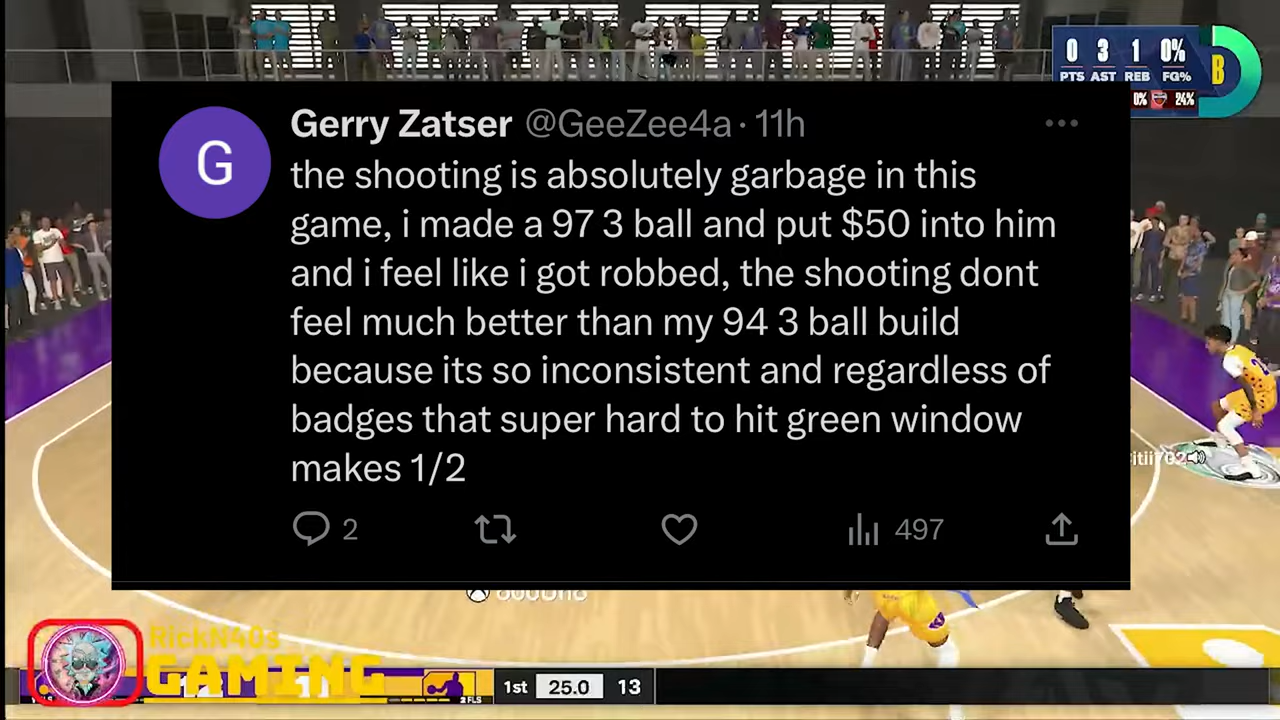 0 3 1 0%
PTS AST REB FG%
B
0% 24%
Gerry Zatser @GeeZee4a · 11h
G
the shooting is absolutely garbage in this
game, i made a 97 3 ball and put $50 into him
and i feel like i got robbed, the shooting dont
feel much better than my 94 3 ball build
because its so inconsistent and regardless of
badges that super hard to hit green window
makes 1/2
2
497
RickN40s
GAMING
2 FLS
1st 25.0 13